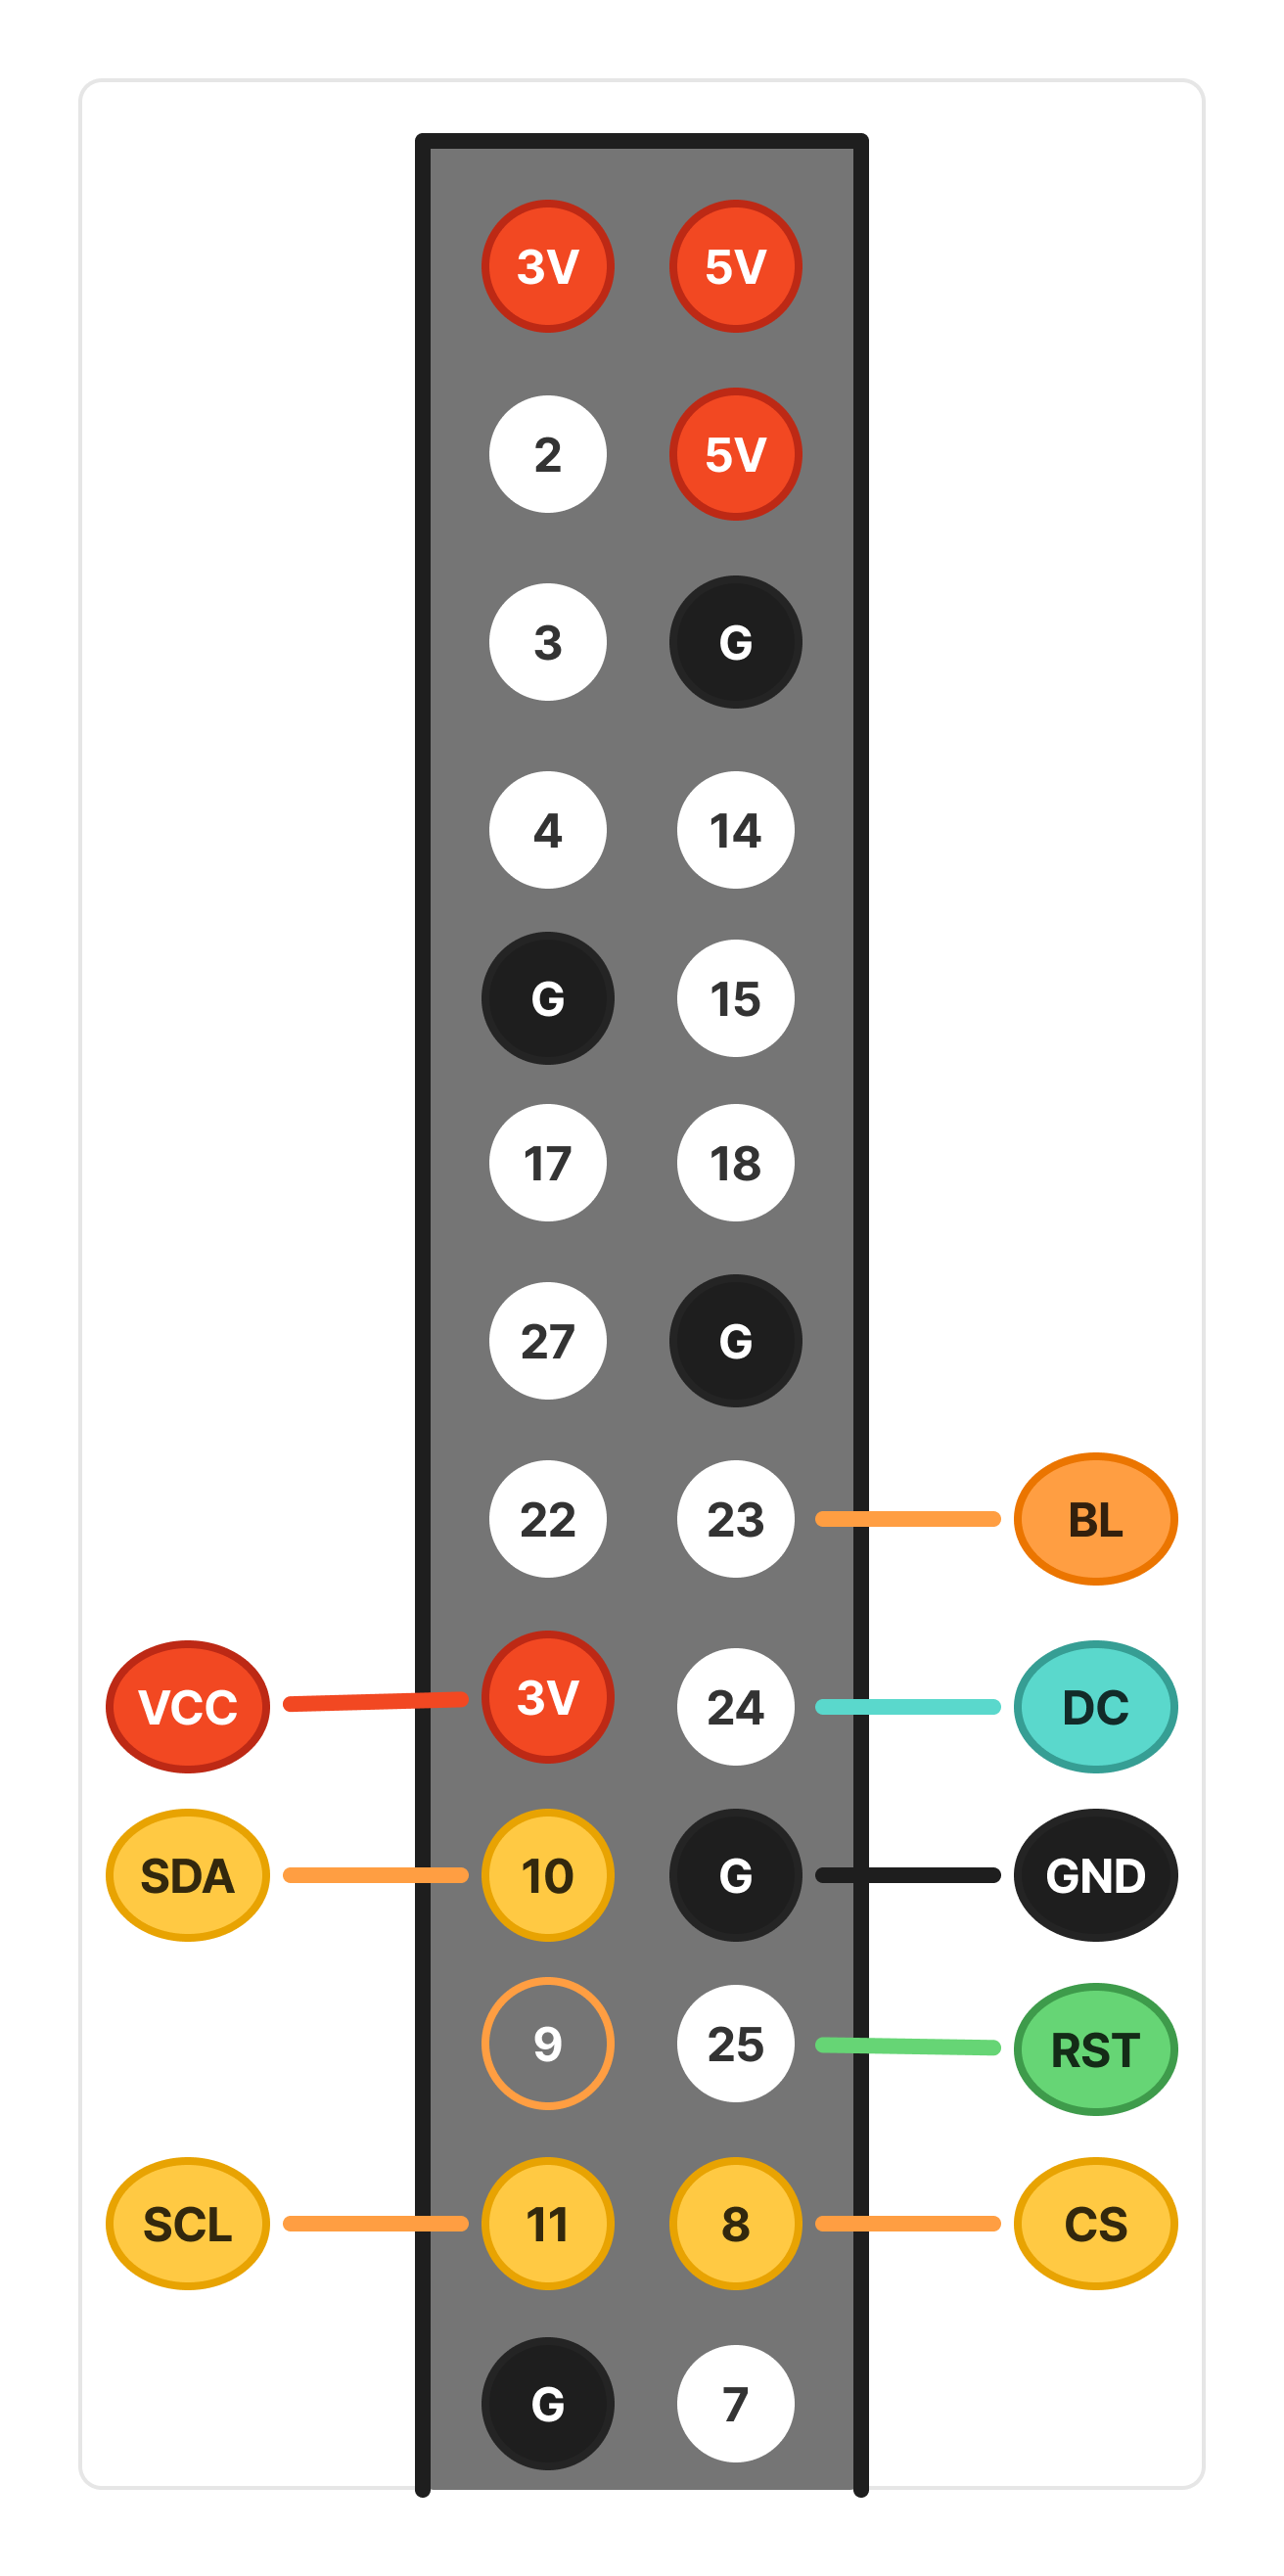 3V 5V
2 5V
3 G
4 14
G 15
17 18
27 G
22 23 BL
VCC 3V 24 DC
SDA 10 G GND
9 25 RST
SCL 11 8 CS
G 7